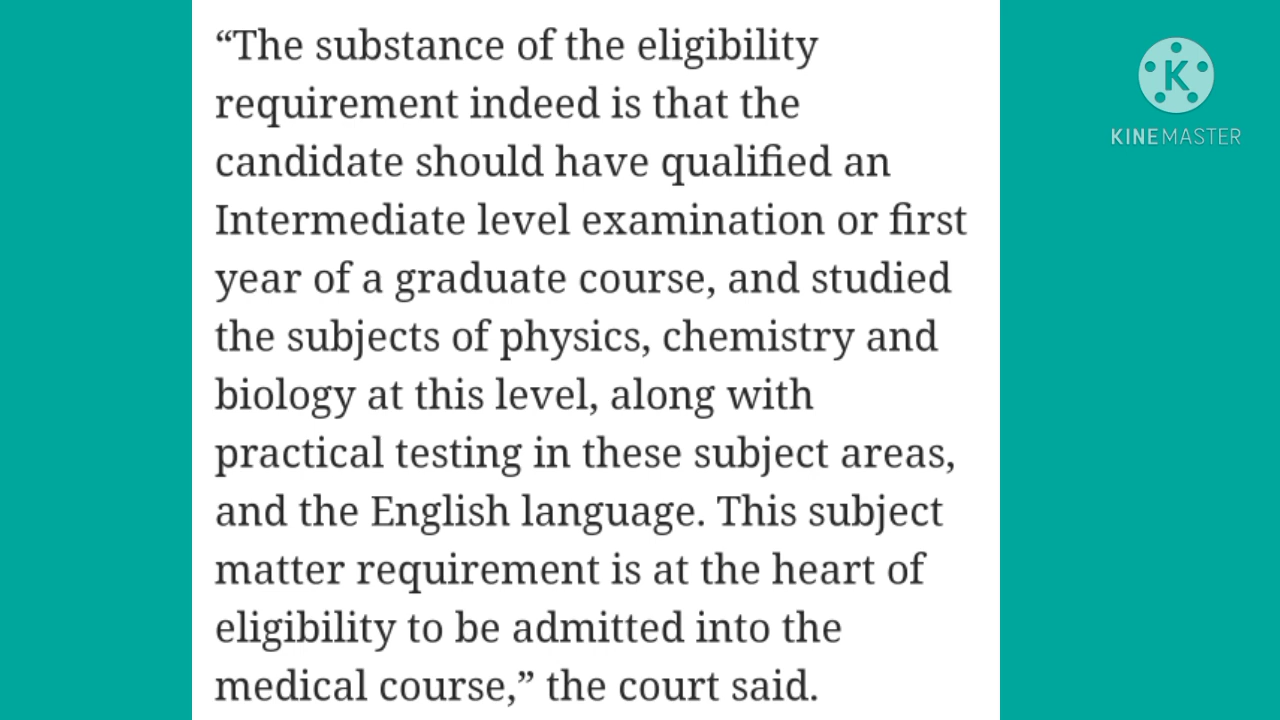 “The substance of the eligibility
requirement indeed is that the
candidate should have qualified an
Intermediate level examination or first
year of a graduate course, and studied
the subjects of physics, chemistry and
biology at this level, along with
practical testing in these subject areas,
and the English language. This subject
matter requirement is at the heart of
eligibility to be admitted into the
medical course,” the court said.
K
KINEMASTER